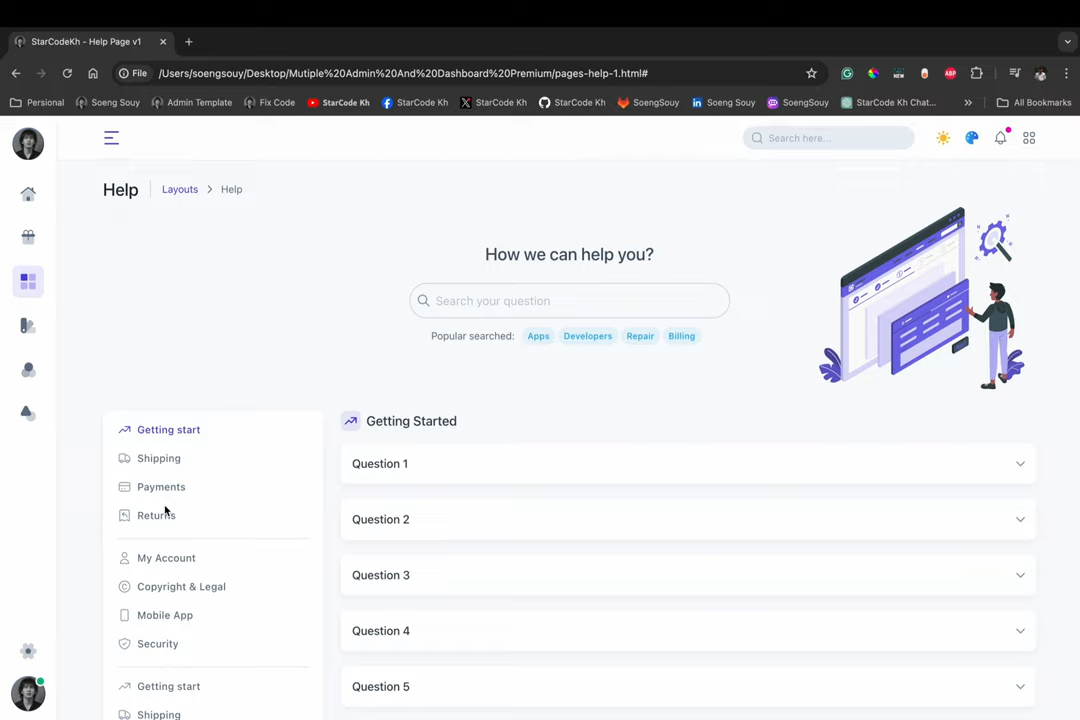 StarCodeKh - Help Page v1
File /Users/soengsouy/Desktop/Mutiple%20Admin%20And%20Dashboard%20Premium/pages-help-1.html#
Personal Soeng Souy Admin Template Fix Code StarCode Kh StarCode Kh StarCode Kh StarCode Kh SoengSouy Soeng Souy SoengSouy StarCode Kh Chat... » All Bookmarks
Search here...
Help Layouts > Help
How we can help you?
Search your question
Popular searched: Apps Developers Repair Billing
Getting start
Shipping
Payments
Returns
My Account
Copyright & Legal
Mobile App
Security
Getting start
Shipping
Getting Started
Question 1
Question 2
Question 3
Question 4
Question 5